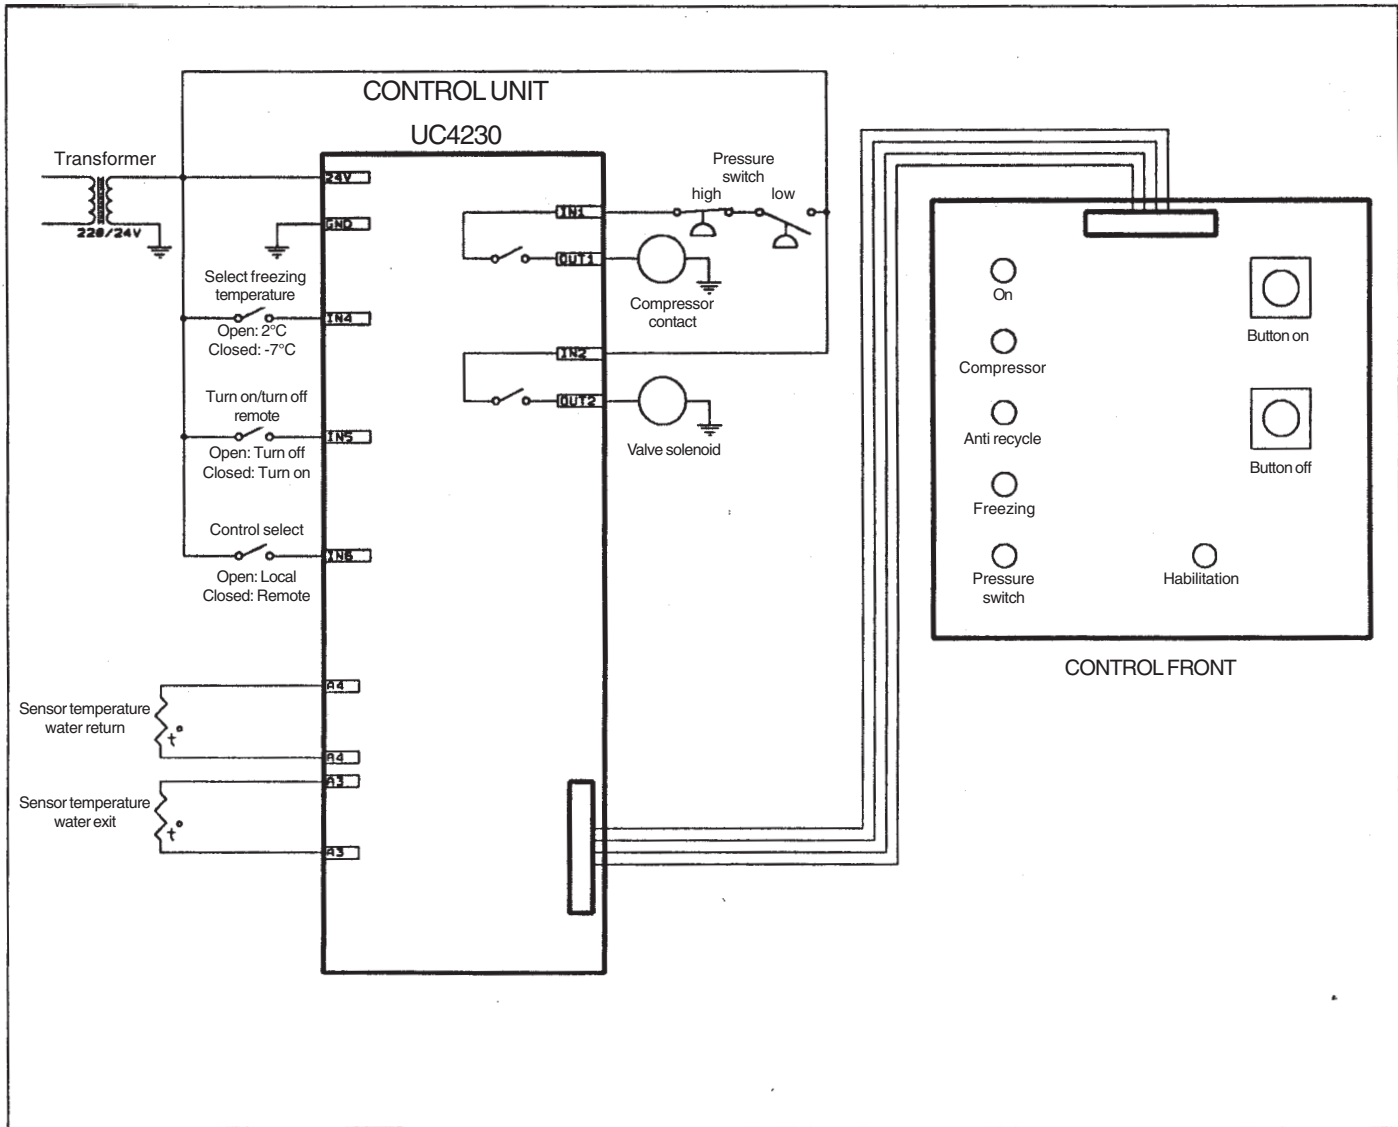 CONTROL UNIT
UC4230
Transformer
220/24V
24V
GND
Select freezing
temperature
Open: 2°C
Closed: -7°C
IN4
Turn on/turn off
remote
Open: Turn off
Closed: Turn on
IN5
Control select
Open: Local
Closed: Remote
IN6
Sensor temperature
water return
t°
A4
A4
Sensor temperature
water exit
t°
A3
A3
Pressure
switch
high
low
IN1
OUT1
Compressor
contact
IN2
OUT2
Valve solenoid
On
Compressor
Anti recycle
Freezing
Pressure
switch
Button on
Button off
Habilitation
CONTROL FRONT